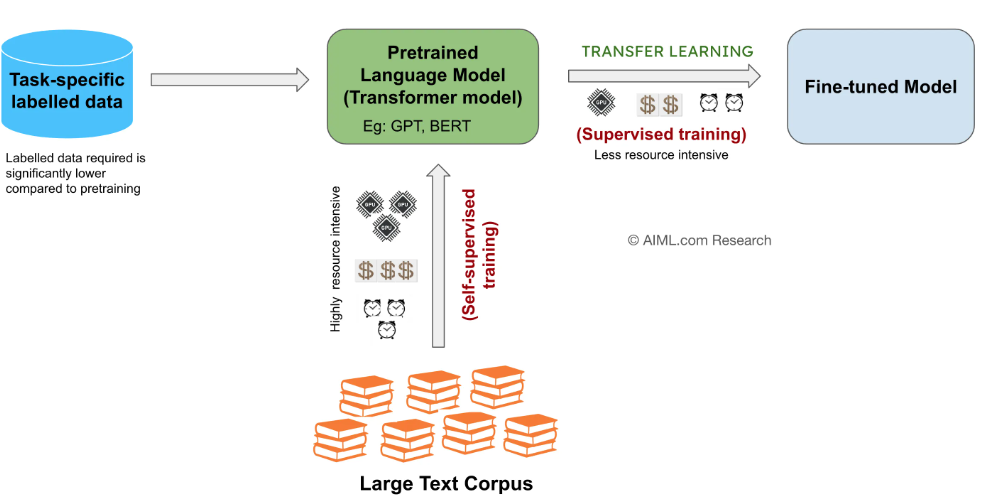 Task-specific
labelled data
Labelled data required is
significantly lower
compared to pretraining
Pretrained
Language Model
(Transformer model)
Eg: GPT, BERT
TRANSFER LEARNING
GPU
$ $
(Supervised training)
Less resource intensive
Fine-tuned Model
Highly resource intensive
GPU GPU
GPU
$ $ $
(Self-supervised
training)
© AIML.com Research
Large Text Corpus